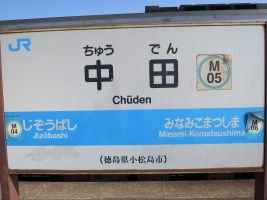 JR
ちゅう でん
中田
M
05
Chūden
M
04
じぞうばし
Jizōbashi
みなみこまつしま
Minami-Komatsushima
M
06
(徳島県小松島市)